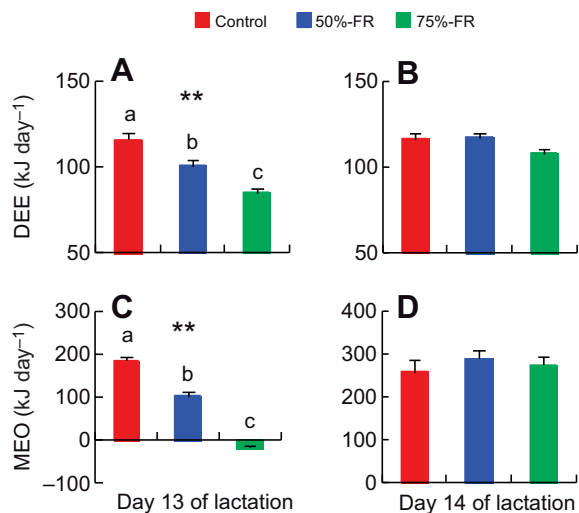 Control 50%-FR 75%-FR
A B
150 150
** 
a
b
c
100 100
50 50
DEE (kJ day–1)
C D
300 400
a **
200 300
b
100 200
c
0 100
–100 0
MEO (kJ day–1)
Day 13 of lactation Day 14 of lactation